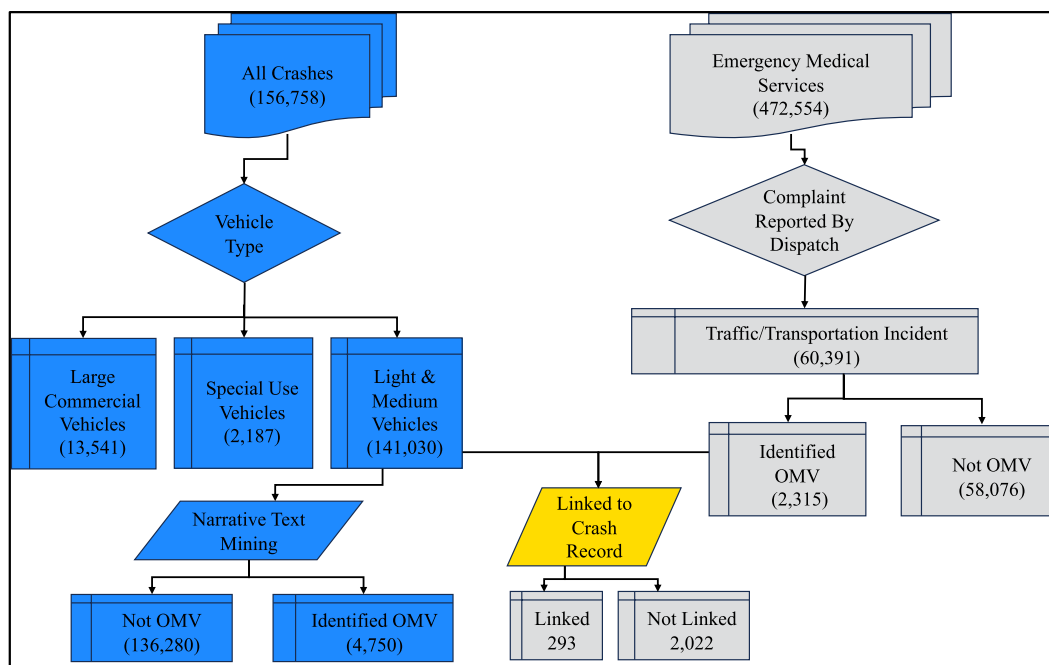 All Crashes
(156,758)
Emergency Medical
Services
(472,554)
Vehicle
Type
Complaint
Reported By
Dispatch
Large
Commercial
Vehicles
(13,541)
Special Use
Vehicles
(2,187)
Light &
Medium
Vehicles
(141,030)
Traffic/Transportation Incident
(60,391)
Identified
OMV
(2,315)
Not OMV
(58,076)
Narrative Text
Mining
Linked to
Crash
Record
Not OMV
(136,280)
Identified OMV
(4,750)
Linked
293
Not Linked
2,022